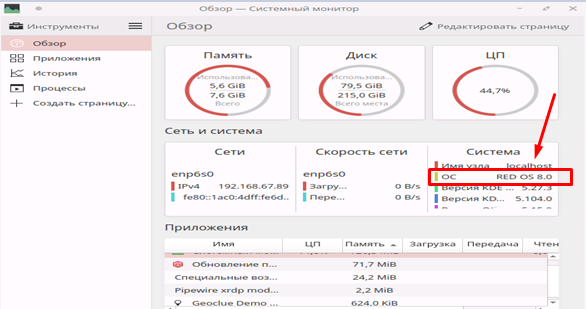 Обзор — Системный монитор
Инструменты
Обзор
Редактировать страницу
Обзор
Приложения
История
Процессы
Создать страницу...
Память
Использова...
5,6 GiB
7,6 GiB
Всего
Диск
Использова...
79,5 GiB
215,0 GiB
Всего места
ЦП
44,7%
Сеть и система
Сети
enp6s0
IPv4 192.168.67.89
fe80::1ac0:4dff:fe6d..
Скорость сети
enp6s0
Загру... 0 B/s
Пере... 0 B/s
Система
Имя узла localhost
ОС RED OS 8.0
Версия KDE ... 5.27.3
Версия KD... 5.104.0
Приложения
Имя ЦП Память Загрузка Передача Чтен
Обновление п... 71,7 MiB
Специальные воз... 24,2 MiB
Pipewire xrdp mod... 2,2 MiB
Geoclue Demo ... 624,0 KiB